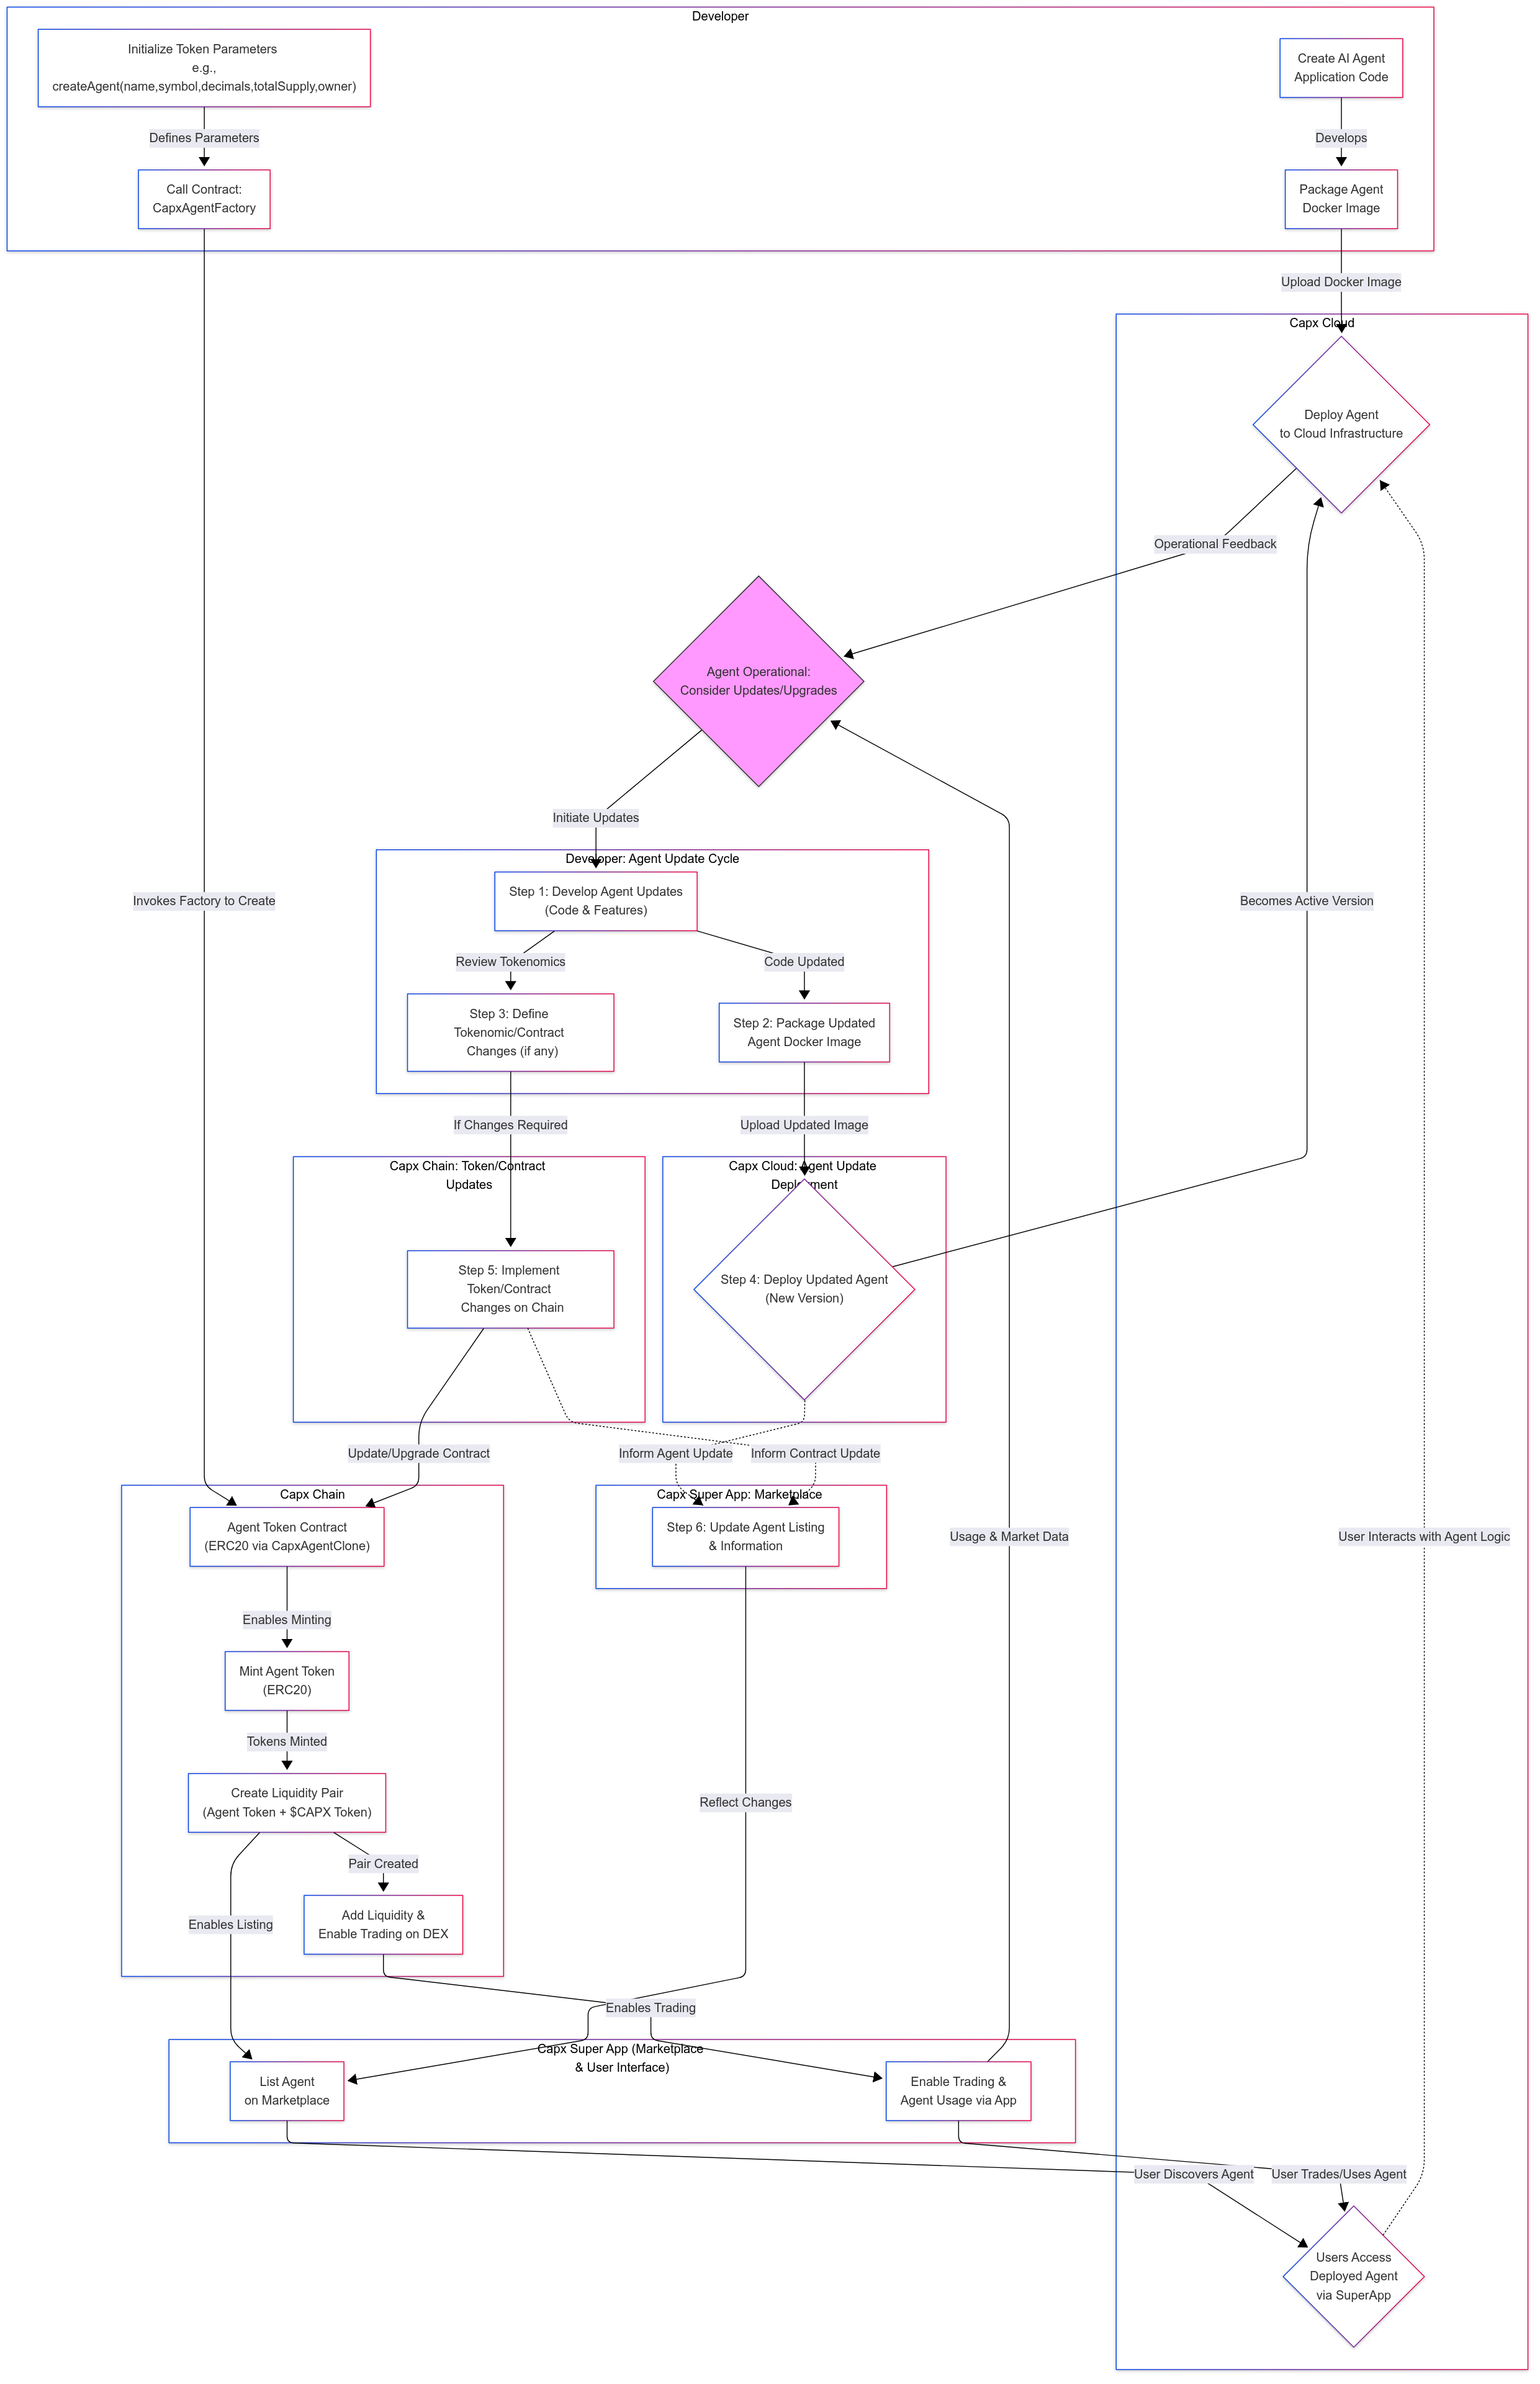 Developer
Initialize Token Parameters
e.g.,
createAgent(name,symbol,decimals,totalSupply,owner)
Create AI Agent
Application Code
Defines Parameters
Develops
Call Contract:
CapxAgentFactory
Package Agent
Docker Image
Upload Docker Image
Capx Cloud
Deploy Agent
to Cloud Infrastructure
Operational Feedback
Agent Operational:
Consider Updates/Upgrades
Initiate Updates
Developer: Agent Update Cycle
Step 1: Develop Agent Updates
(Code & Features)
Invokes Factory to Create
Becomes Active Version
Review Tokenomics
Code Updated
Step 3: Define
Tokenomic/Contract
Changes (if any)
Step 2: Package Updated
Agent Docker Image
If Changes Required
Upload Updated Image
Capx Chain: Token/Contract
Updates
Capx Cloud: Agent Update
Deployment
Step 5: Implement
Token/Contract
Changes on Chain
Step 4: Deploy Updated Agent
(New Version)
Update/Upgrade Contract
Inform Agent Update
Inform Contract Update
Capx Chain
Capx Super App: Marketplace
Agent Token Contract
(ERC20 via CapxAgentClone)
Step 6: Update Agent Listing
& Information
Usage & Market Data
User Interacts with Agent Logic
Enables Minting
Mint Agent Token
(ERC20)
Tokens Minted
Create Liquidity Pair
(Agent Token + $CAPX Token)
Reflect Changes
Pair Created
Enables Listing
Add Liquidity &
Enable Trading on DEX
Enables Trading
Capx Super App (Marketplace
& User Interface)
List Agent
on Marketplace
Enable Trading &
Agent Usage via App
User Discovers Agent
User Trades/Uses Agent
Users Access
Deployed Agent
via SuperApp